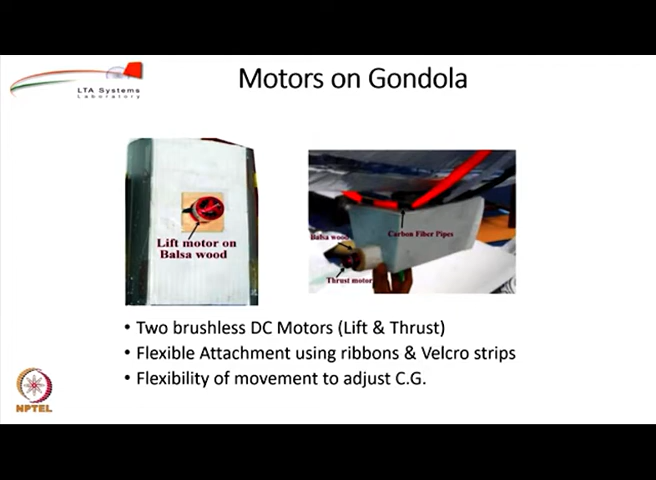 LTA Systems
Laboratory
Motors on Gondola
Lift motor on
Balsa wood
Balsa wood
Carbon Fiber Pipes
Thrust motor
• Two brushless DC Motors (Lift & Thrust)
• Flexible Attachment using ribbons & Velcro strips
• Flexibility of movement to adjust C.G.
NPTEL